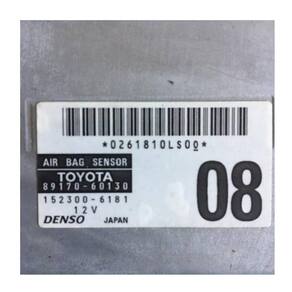 *0261810LS00*
AIR BAG SENSOR
TOYOTA
89170-60130
152300-6181
12V
DENSO JAPAN
08